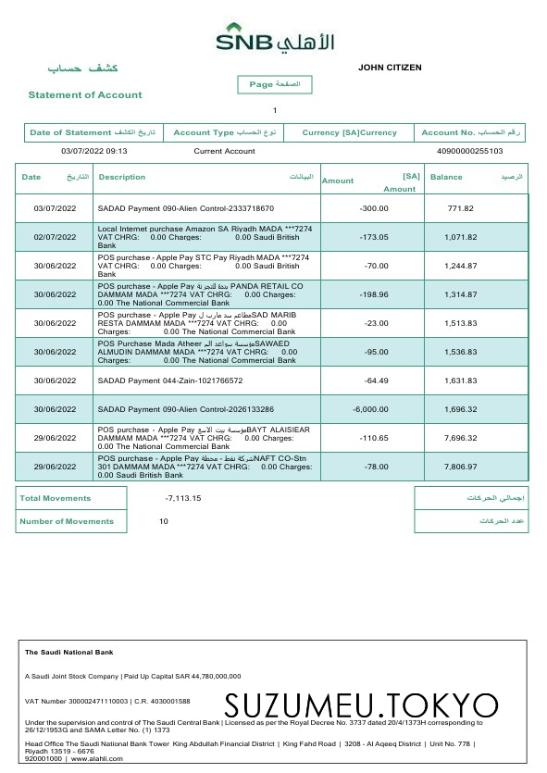 SNB الأهلي
كشف حساب
JOHN CITIZEN
Page الصفحة
Statement of Account
1
Date of Statement تاريخ الكشف Account Type نوع الحساب Currency [SA]Currency Account No. رقم الحساب
03/07/2022 09:13 Current Account 40900000255103
Date التاريخ Description البيانات Amount [SA] Amount Balance الرصيد
03/07/2022 SADAD Payment 090-Alien Control-2333718670 -300.00 771.82
Local Internet purchase Amazon SA Riyadh MADA ***7274
02/07/2022 VAT CHRG: 0.00 Charges: 0.00 Saudi British -173.05 1,071.82
Bank
POS purchase - Apple Pay STC Pay Riyadh MADA ***7274
30/06/2022 VAT CHRG: 0.00 Charges: 0.00 Saudi British -70.00 1,244.87
Bank
POS purchase - Apple Pay بندة للتجزئة PANDA RETAIL CO
30/06/2022 DAMMAM MADA ***7274 VAT CHRG: 0.00 Charges: -198.96 1,314.87
0.00 The National Commercial Bank
POS purchase - Apple Pay مطاعم سد مارب ل SAD MARIB
30/06/2022 RESTA DAMMAM MADA ***7274 VAT CHRG: 0.00 -23.00 1,513.83
Charges: 0.00 The National Commercial Bank
POS Purchase Mada Atheer مؤسسة سواعد الم SAWAED
30/06/2022 ALMUDIN DAMMAM MADA ***7274 VAT CHRG: 0.00 -95.00 1,536.83
Charges: 0.00 The National Commercial Bank
30/06/2022 SADAD Payment 044-Zain-1021766572 -64.49 1,631.83
30/06/2022 SADAD Payment 090-Alien Control-2026133286 -6,000.00 1,696.32
POS purchase - Apple Pay مؤسسة بيت الاسع BAYT ALAISIEAR
29/06/2022 DAMMAM MADA ***7274 VAT CHRG: 0.00 Charges: -110.65 7,696.32
0.00 The National Commercial Bank
POS purchase - Apple Pay شركة نفط - محطة NAFT CO-Stn
29/06/2022 301 DAMMAM MADA ***7274 VAT CHRG: 0.00 Charges: -78.00 7,806.97
0.00 Saudi British Bank
Total Movements -7,113.15 إجمالي الحركات
Number of Movements 10 عدد الحركات
The Saudi National Bank
A Saudi Joint Stock Company | Paid Up Capital SAR 44,780,000,000
VAT Number 300002471110003 | C.R. 4030001588
SUZUMEU.TOKYO
Under the supervision and control of The Saudi Central Bank | Licensed as per the Royal Decree No. 3737 dated 20/4/1373H corresponding to
26/12/1953G and SAMA Letter No. (1) 1373
Head Office The Saudi National Bank Tower King Abdullah Financial District | King Fahd Road | 3208 - Al Aqeeq District | Unit No. 778 |
Riyadh 13519 - 6676
920001000 | www.alahli.com